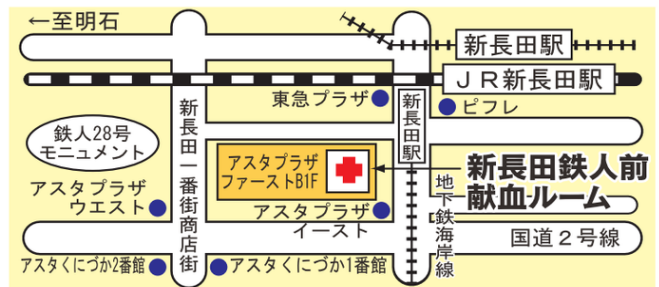 ←至明石
新長田駅
JR新長田駅
東急プラザ
新長田駅
ピフレ
新長田一番街商店街
鉄人28号
モニュメント
アスタプラザ
ファーストB1F
新長田鉄人前
献血ルーム
アスタプラザ
ウエスト
アスタプラザ
イースト
地下鉄海岸線
国道2号線
アスタくにづか2番館
アスタくにづか1番館